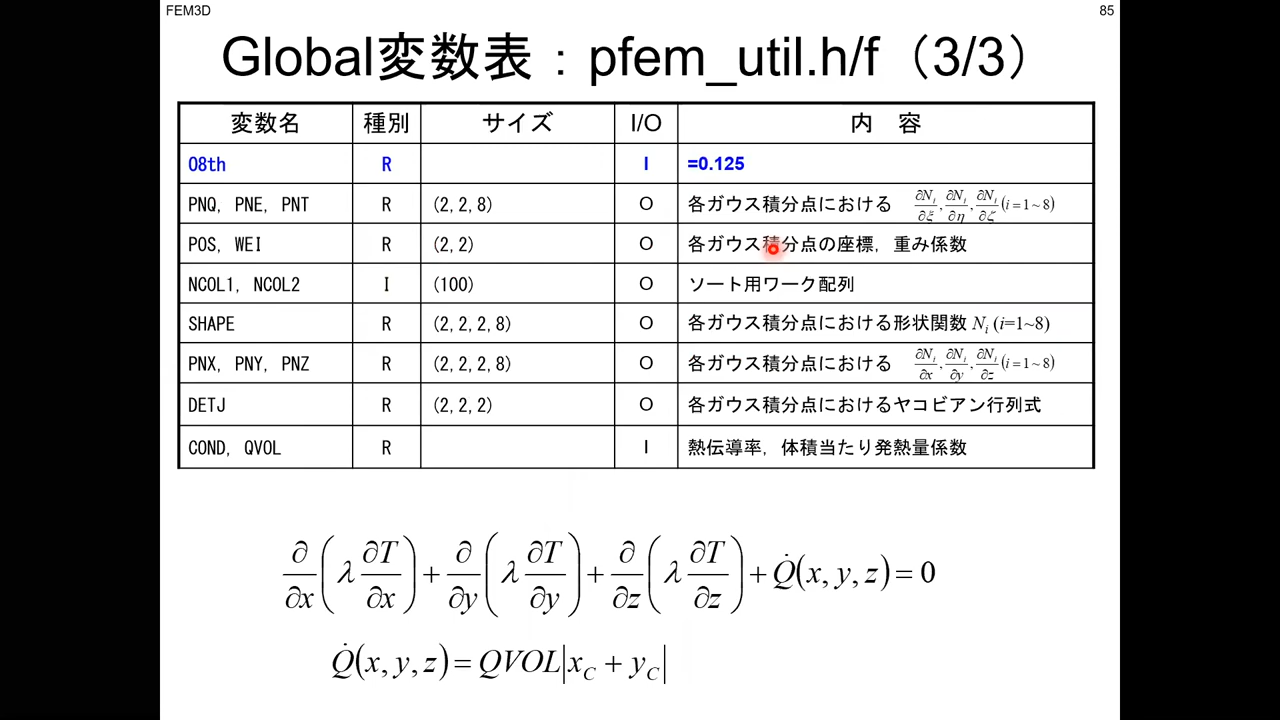 FEM3D
85
Global変数表：pfem_util.h/f（3/3）
変数名 種別 サイズ I/O 内　容
O8th R I =0.125
PNQ, PNE, PNT R (2,2,8) O 各ガウス積分点における ∂Ni/∂ξ, ∂Ni/∂η, ∂Ni/∂ζ (i=1~8)
POS, WEI R (2,2) O 各ガウス積分点の座標，重み係数
NCOL1, NCOL2 I (100) O ソート用ワーク配列
SHAPE R (2,2,2,8) O 各ガウス積分点における形状関数 Ni (i=1~8)
PNX, PNY, PNZ R (2,2,2,8) O 各ガウス積分点における ∂Ni/∂x, ∂Ni/∂y, ∂Ni/∂z (i=1~8)
DETJ R (2,2,2) O 各ガウス積分点におけるヤコビアン行列式
COND, QVOL R I 熱伝導率，体積当たり発熱量係数
∂/∂x(λ ∂T/∂x) + ∂/∂y(λ ∂T/∂y) + ∂/∂z(λ ∂T/∂z) + Q̇(x, y, z) = 0
Q̇(x, y, z) = QVOL|xC + yC|